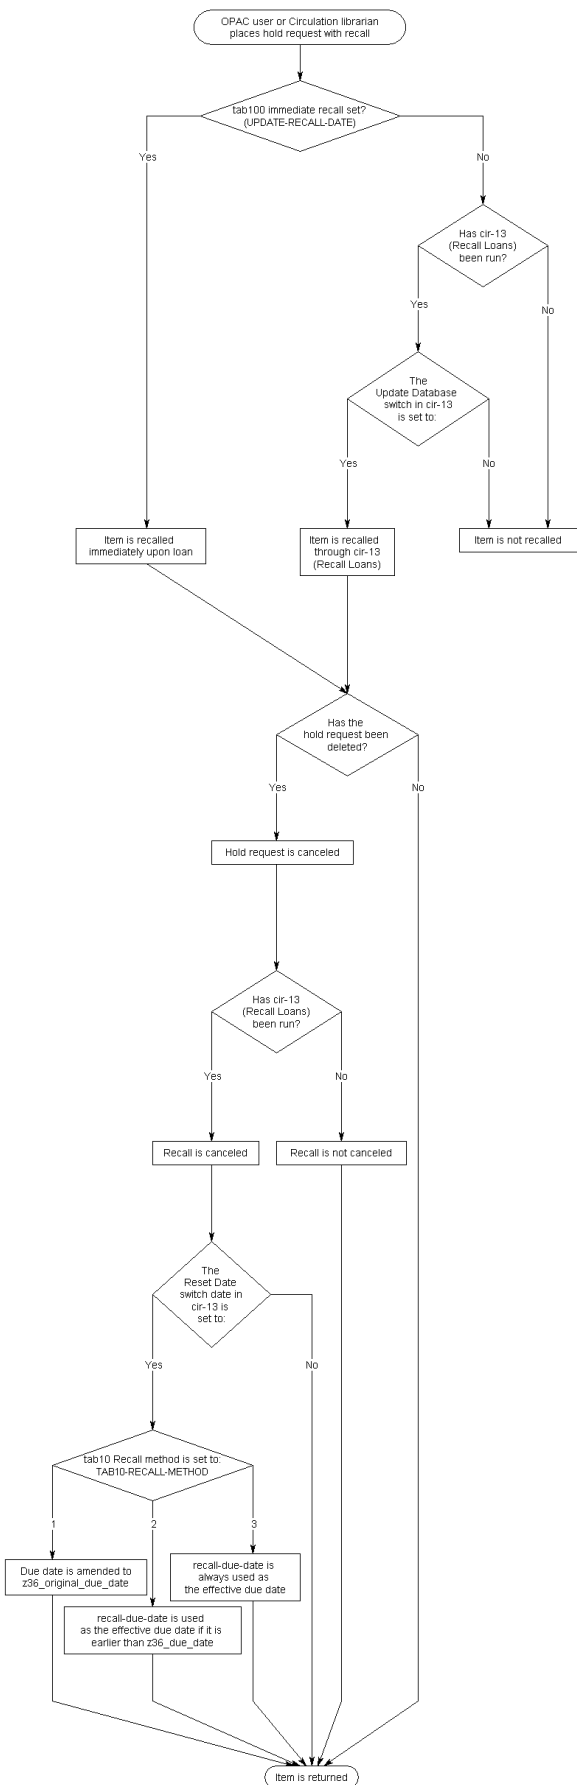 OPAC user or Circulation librarian
places hold request with recall
tab100 immediate recall set?
(UPDATE-RECALL-DATE)
Yes
No
Has cir-13
(Recall Loans)
been run?
Yes
No
The
Update Database
switch in cir-13
is set to:
Yes
No
Item is recalled
immediately upon loan
Item is recalled
through cir-13
(Recall Loans)
Item is not recalled
Has the
hold request been
deleted?
Yes
No
Hold request is canceled
Has cir-13
(Recall Loans)
been run?
Yes
No
Recall is canceled
Recall is not canceled
The
Reset Date
switch date in
cir-13 is
set to:
Yes
No
tab10 Recall method is set to:
TAB10-RECALL-METHOD
1
2
3
Due date is amended to
z36_original_due_date
recall-due-date is
always used as
the effective due date
recall-due-date is used
as the effective due date if it is
earlier than z36_due_date
Item is returned